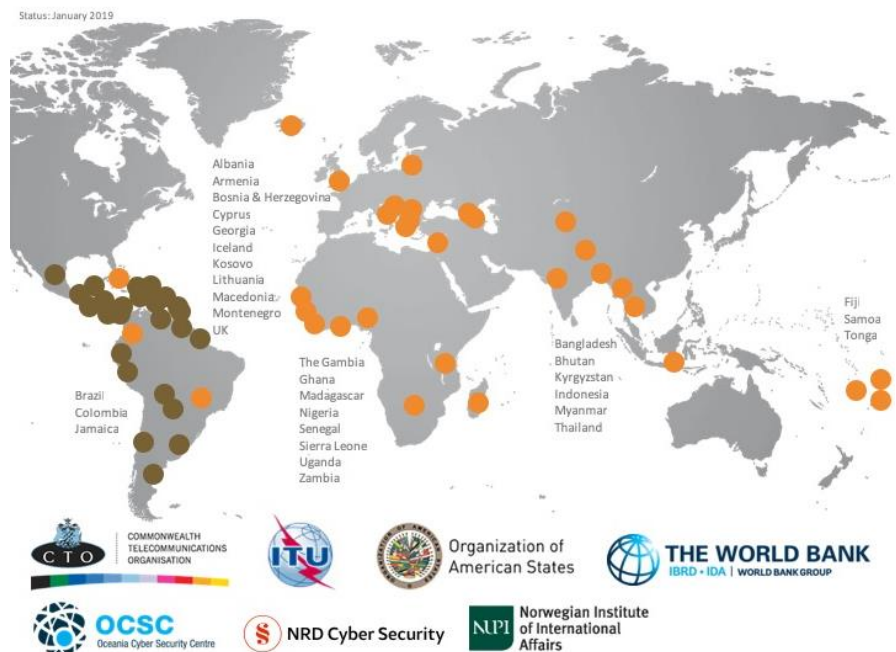 Status: January 2019
Albania
Armenia
Bosnia & Herzegovina
Cyprus
Georgia
Iceland
Kosovo
Lithuania
Macedonia
Montenegro
UK
Brazil
Colombia
Jamaica
The Gambia
Ghana
Madagascar
Nigeria
Senegal
Sierra Leone
Uganda
Zambia
Bangladesh
Bhutan
Kyrgyzstan
Indonesia
Myanmar
Thailand
Fiji
Samoa
Tonga
CTO
COMMONWEALTH
TELECOMMUNICATIONS
ORGANISATION
ITU
Organization of
American States
THE WORLD BANK
IBRD • IDA | WORLD BANK GROUP
OCSC
Oceania Cyber Security Centre
NRD Cyber Security
NUPI
Norwegian Institute
of International
Affairs